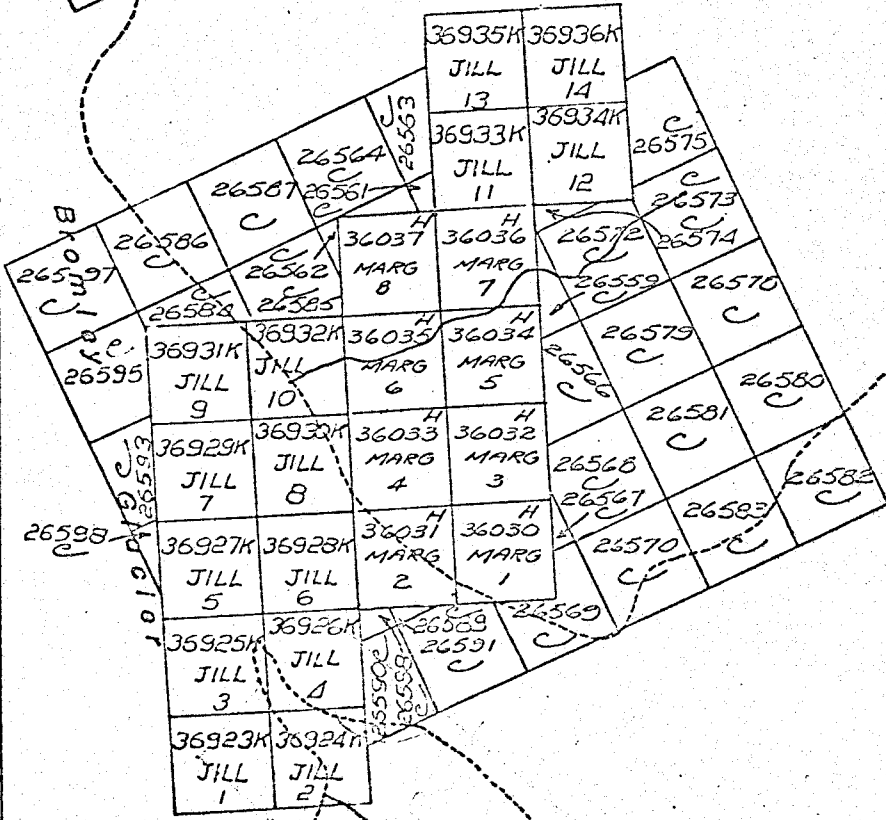 36935K
JILL
13
36936K
JILL
14
36933K
JILL
11
36934K
JILL
12
C
26563
26564
C
26561
C
26587
C
26586
C
26597
C
C
26562
C
26585
C
26584
C
26595
C
26575
C
26573
C
26574
26572
C
26559
C
26578
C
26579
C
26566
C
26580
C
26581
C
26582
C
26568
C
26567
26583
C
26570
C
26569
C
26589
26591
C
26590C
C
26593
26598
C
Bromley Glacier
H
36037
MARG
8
H
36036
MARG
7
H
36035
MARG
6
H
36034
MARG
5
H
36033
MARG
4
H
36032
MARG
3
H
36031
MARG
2
H
36030
MARG
1
36931K
JILL
9
36932K
JILL
10
36929K
JILL
7
36930K
JILL
8
36927K
JILL
5
36928K
JILL
6
36925K
JILL
3
36926K
JILL
4
36923K
JILL
1
36924K
JILL
2